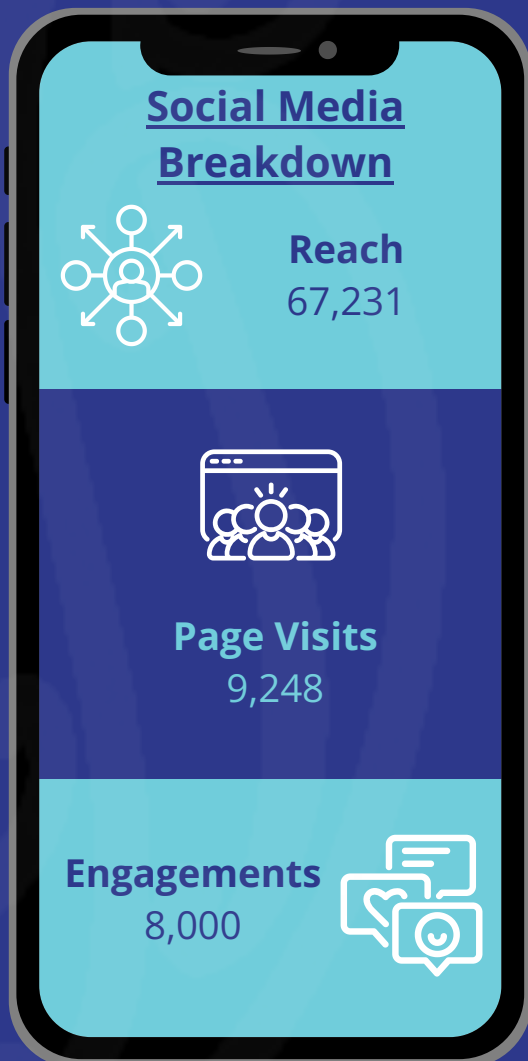 Social Media
Breakdown
Reach
67,231
Page Visits
9,248
Engagements
8,000